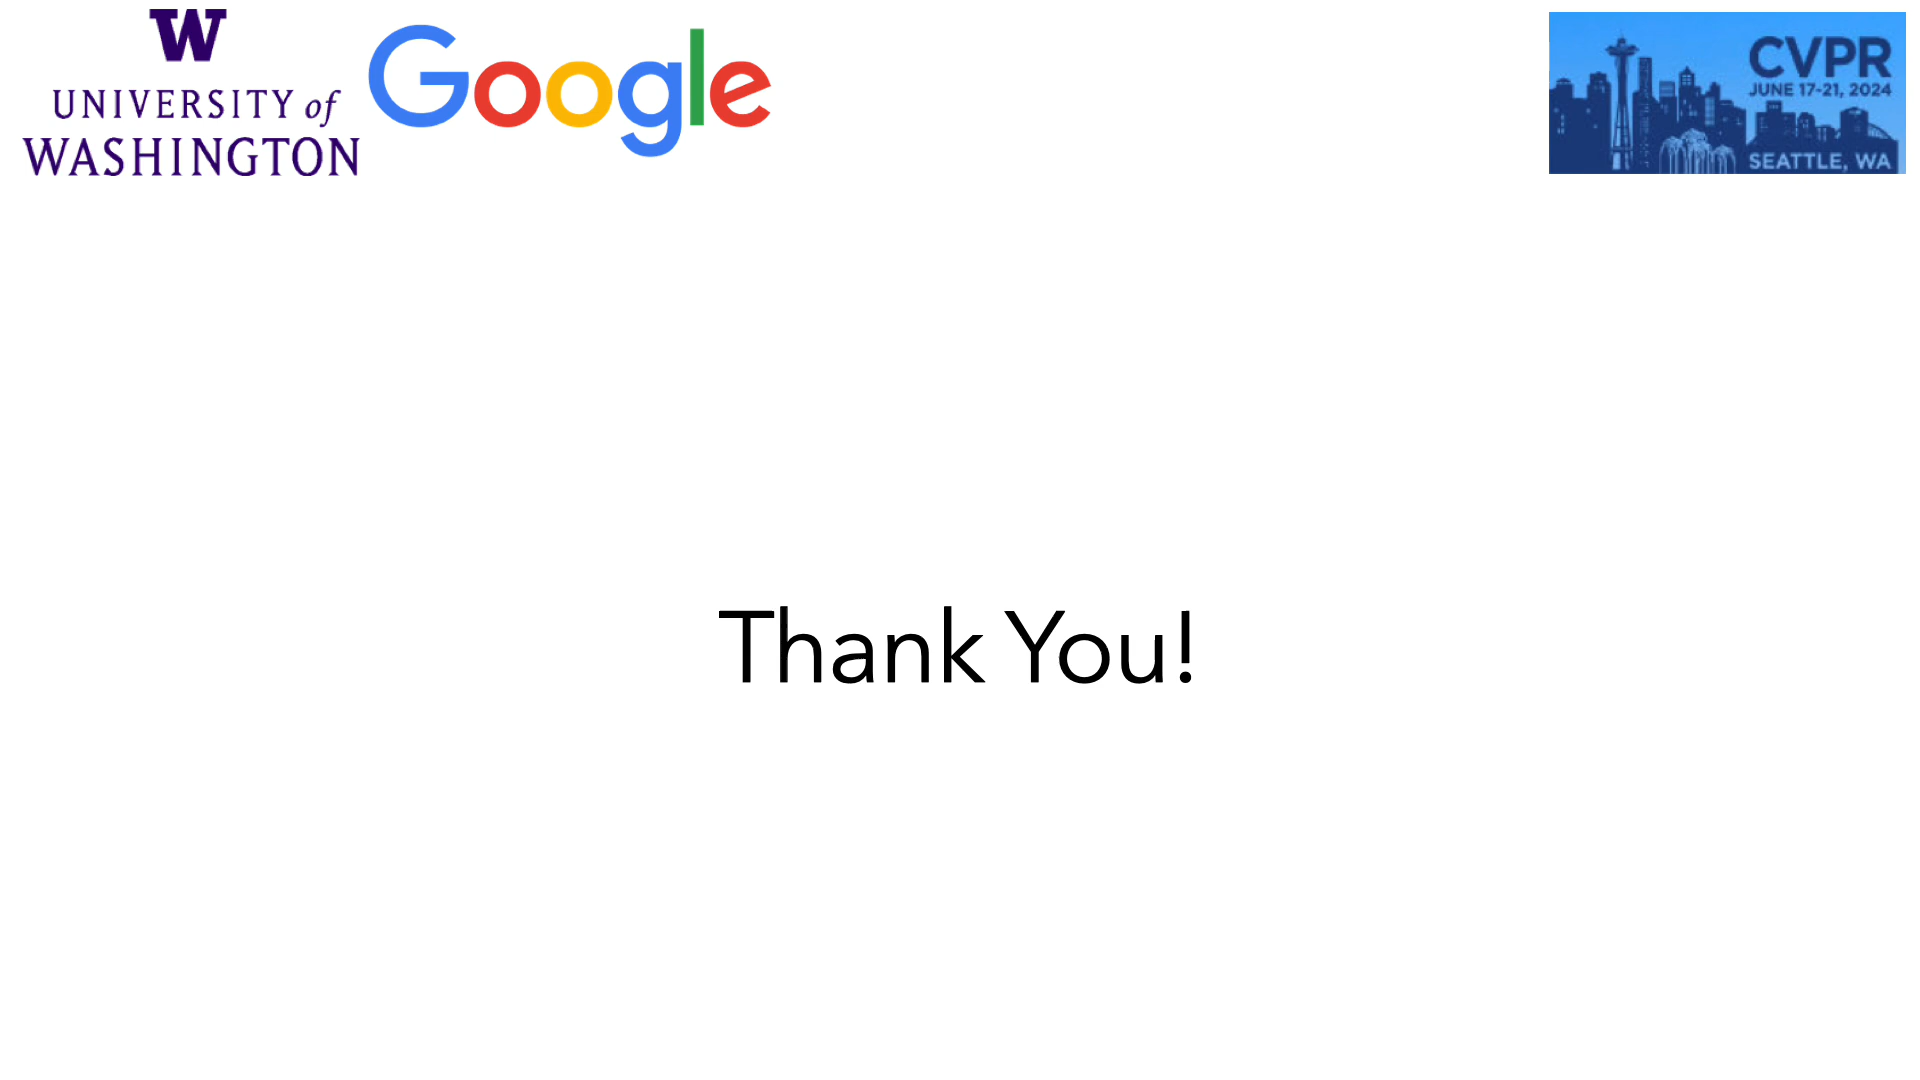 W
UNIVERSITY of
WASHINGTON
Google
CVPR
JUNE 17-21, 2024
SEATTLE, WA
Thank You!